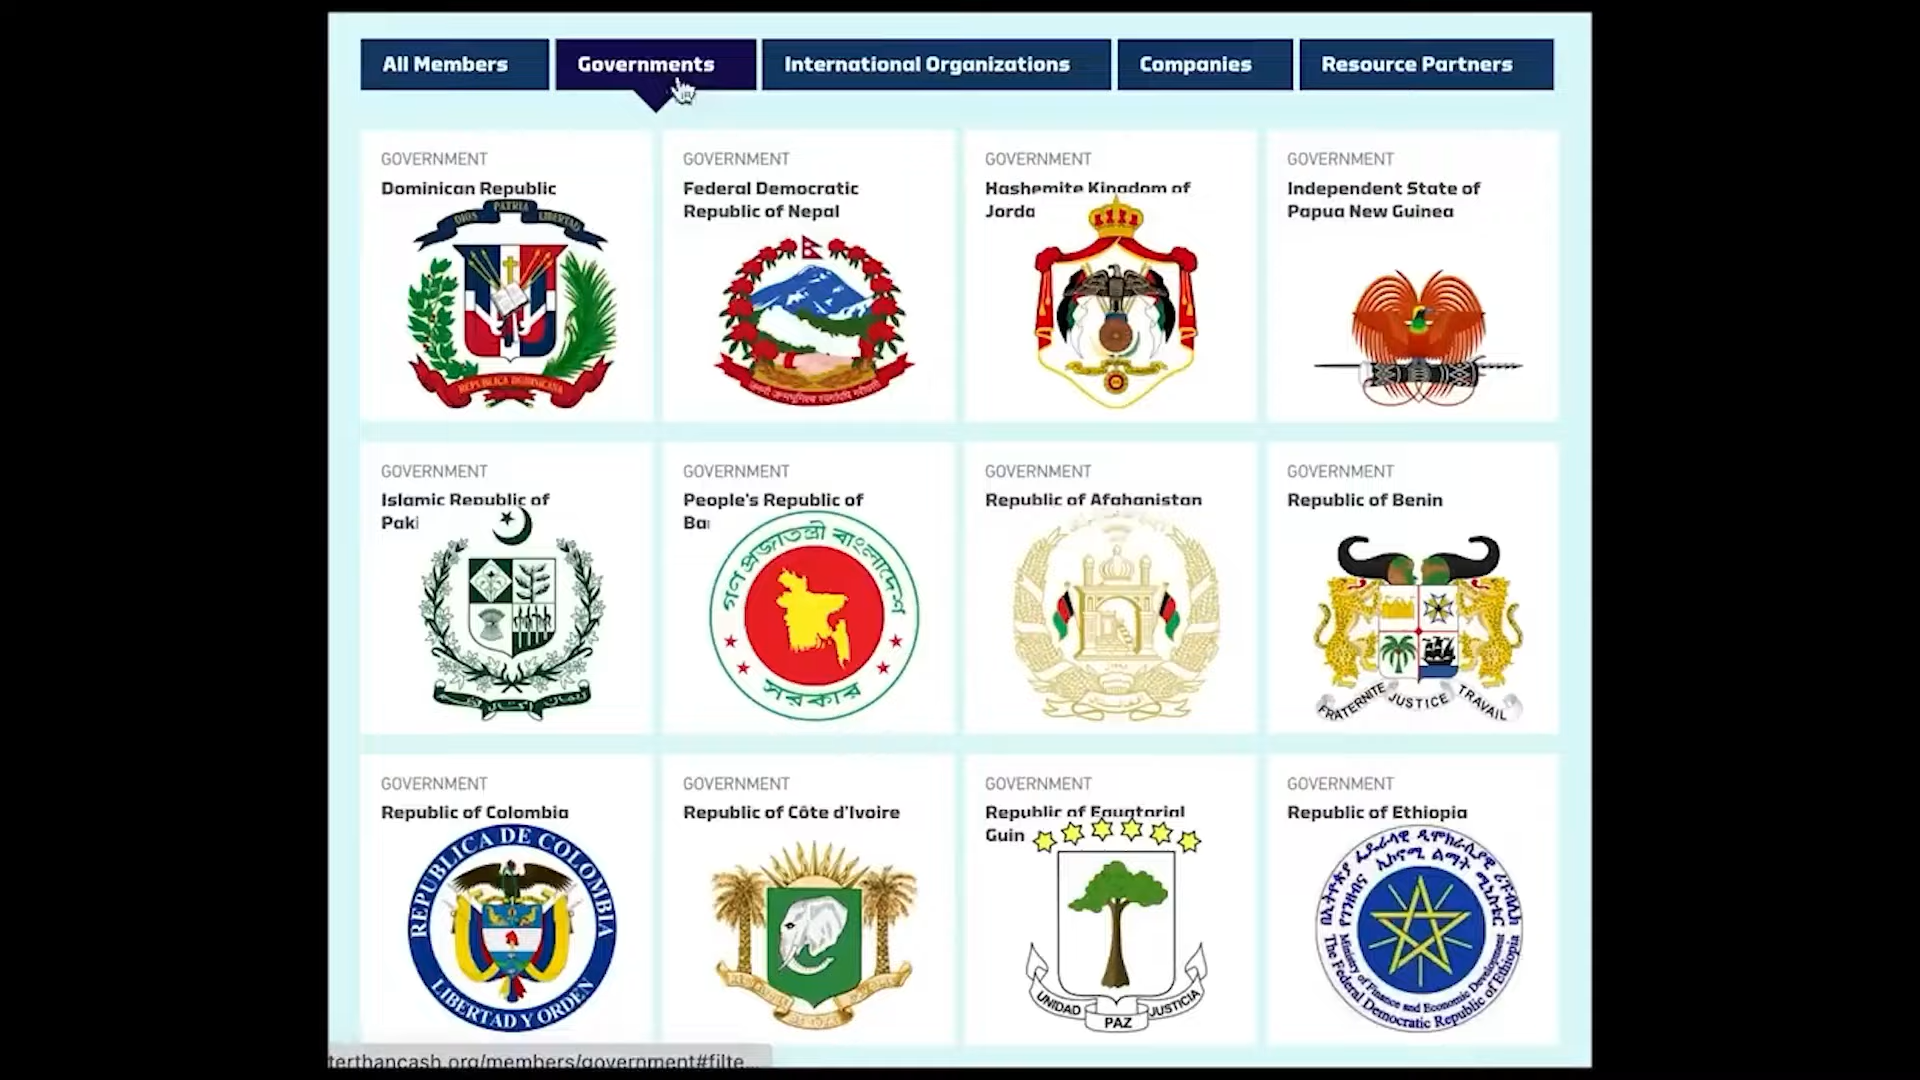 All Members
Governments
International Organizations
Companies
Resource Partners
GOVERNMENT
Dominican Republic
DIOS PATRIA LIBERTAD
REPUBLICA DOMINICANA
GOVERNMENT
Federal Democratic
Republic of Nepal
GOVERNMENT
Hashemite Kingdom of
Jorda
GOVERNMENT
Independent State of
Papua New Guinea
GOVERNMENT
Islamic Republic of
Paki
GOVERNMENT
People's Republic of
Ba
গণপ্রজাতন্ত্রী বাংলাদেশ
সরকার
GOVERNMENT
Republic of Afghanistan
GOVERNMENT
Republic of Benin
FRATERNITE JUSTICE TRAVAIL
GOVERNMENT
Republic of Colombia
REPUBLICA DE COLOMBIA
LIBERTAD Y ORDEN
GOVERNMENT
Republic of Côte d'Ivoire
GOVERNMENT
Republic of Equatorial
Guin
UNIDAD PAZ JUSTICIA
GOVERNMENT
Republic of Ethiopia
Ministry of Finance and Economic Development
The Federal Democratic Republic of Ethiopia
terthancash.org/members/government#filte...